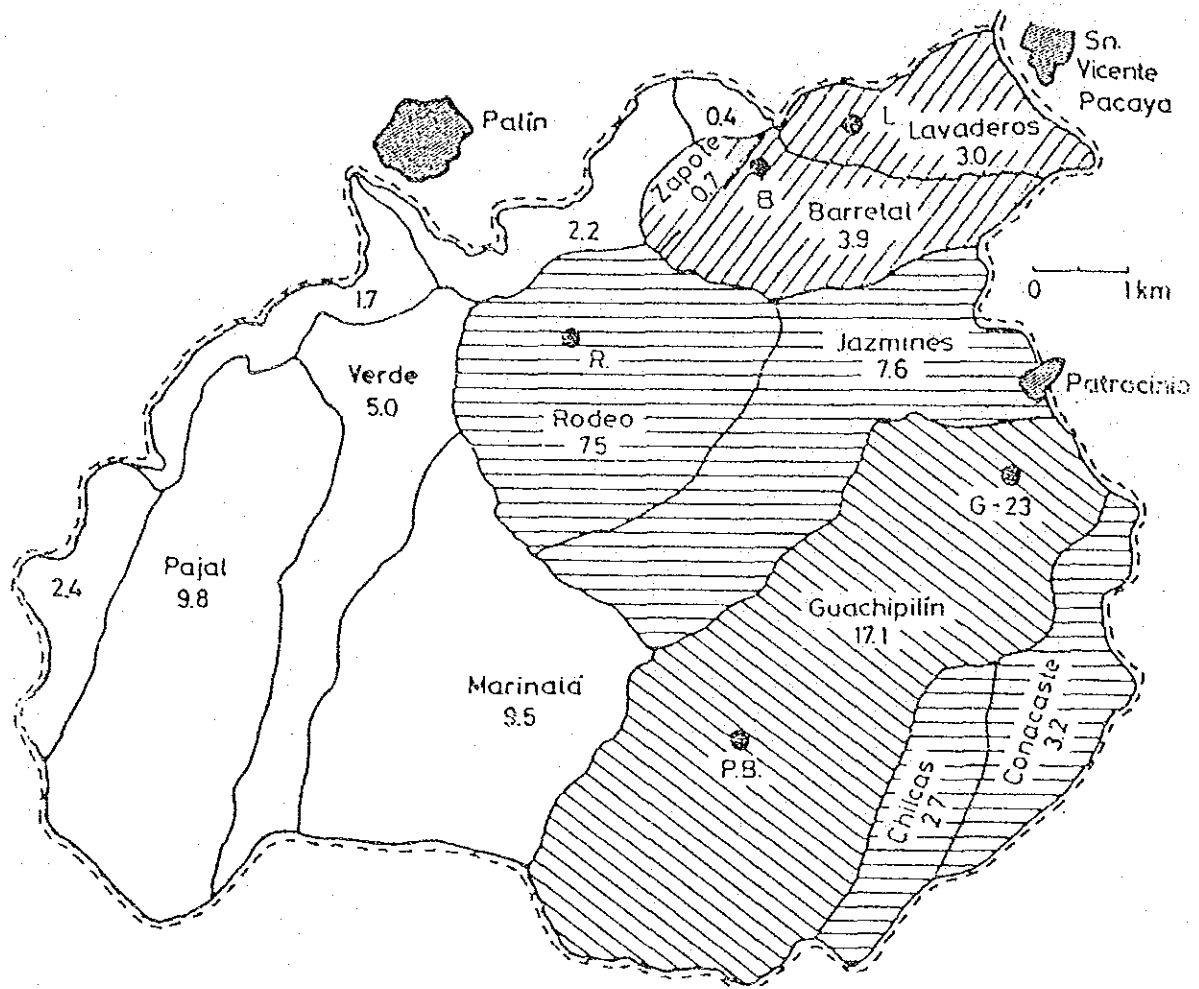 Sn.
Vicente
Pacaya
Palín
0.4
L.
Lavaderos
3.0
Zapote
0.7
B
Barretal
3.9
2.2
0 1 km
1.7
Jazmines
7.6
R.
Verde
5.0
Patrocinio
Rodeo
7.5
G-23
2.4
Pajal
9.8
Guachipilín
17.1
Marinalá
9.5
P.B.
Chilcas
2.7
Conacaste
3.2